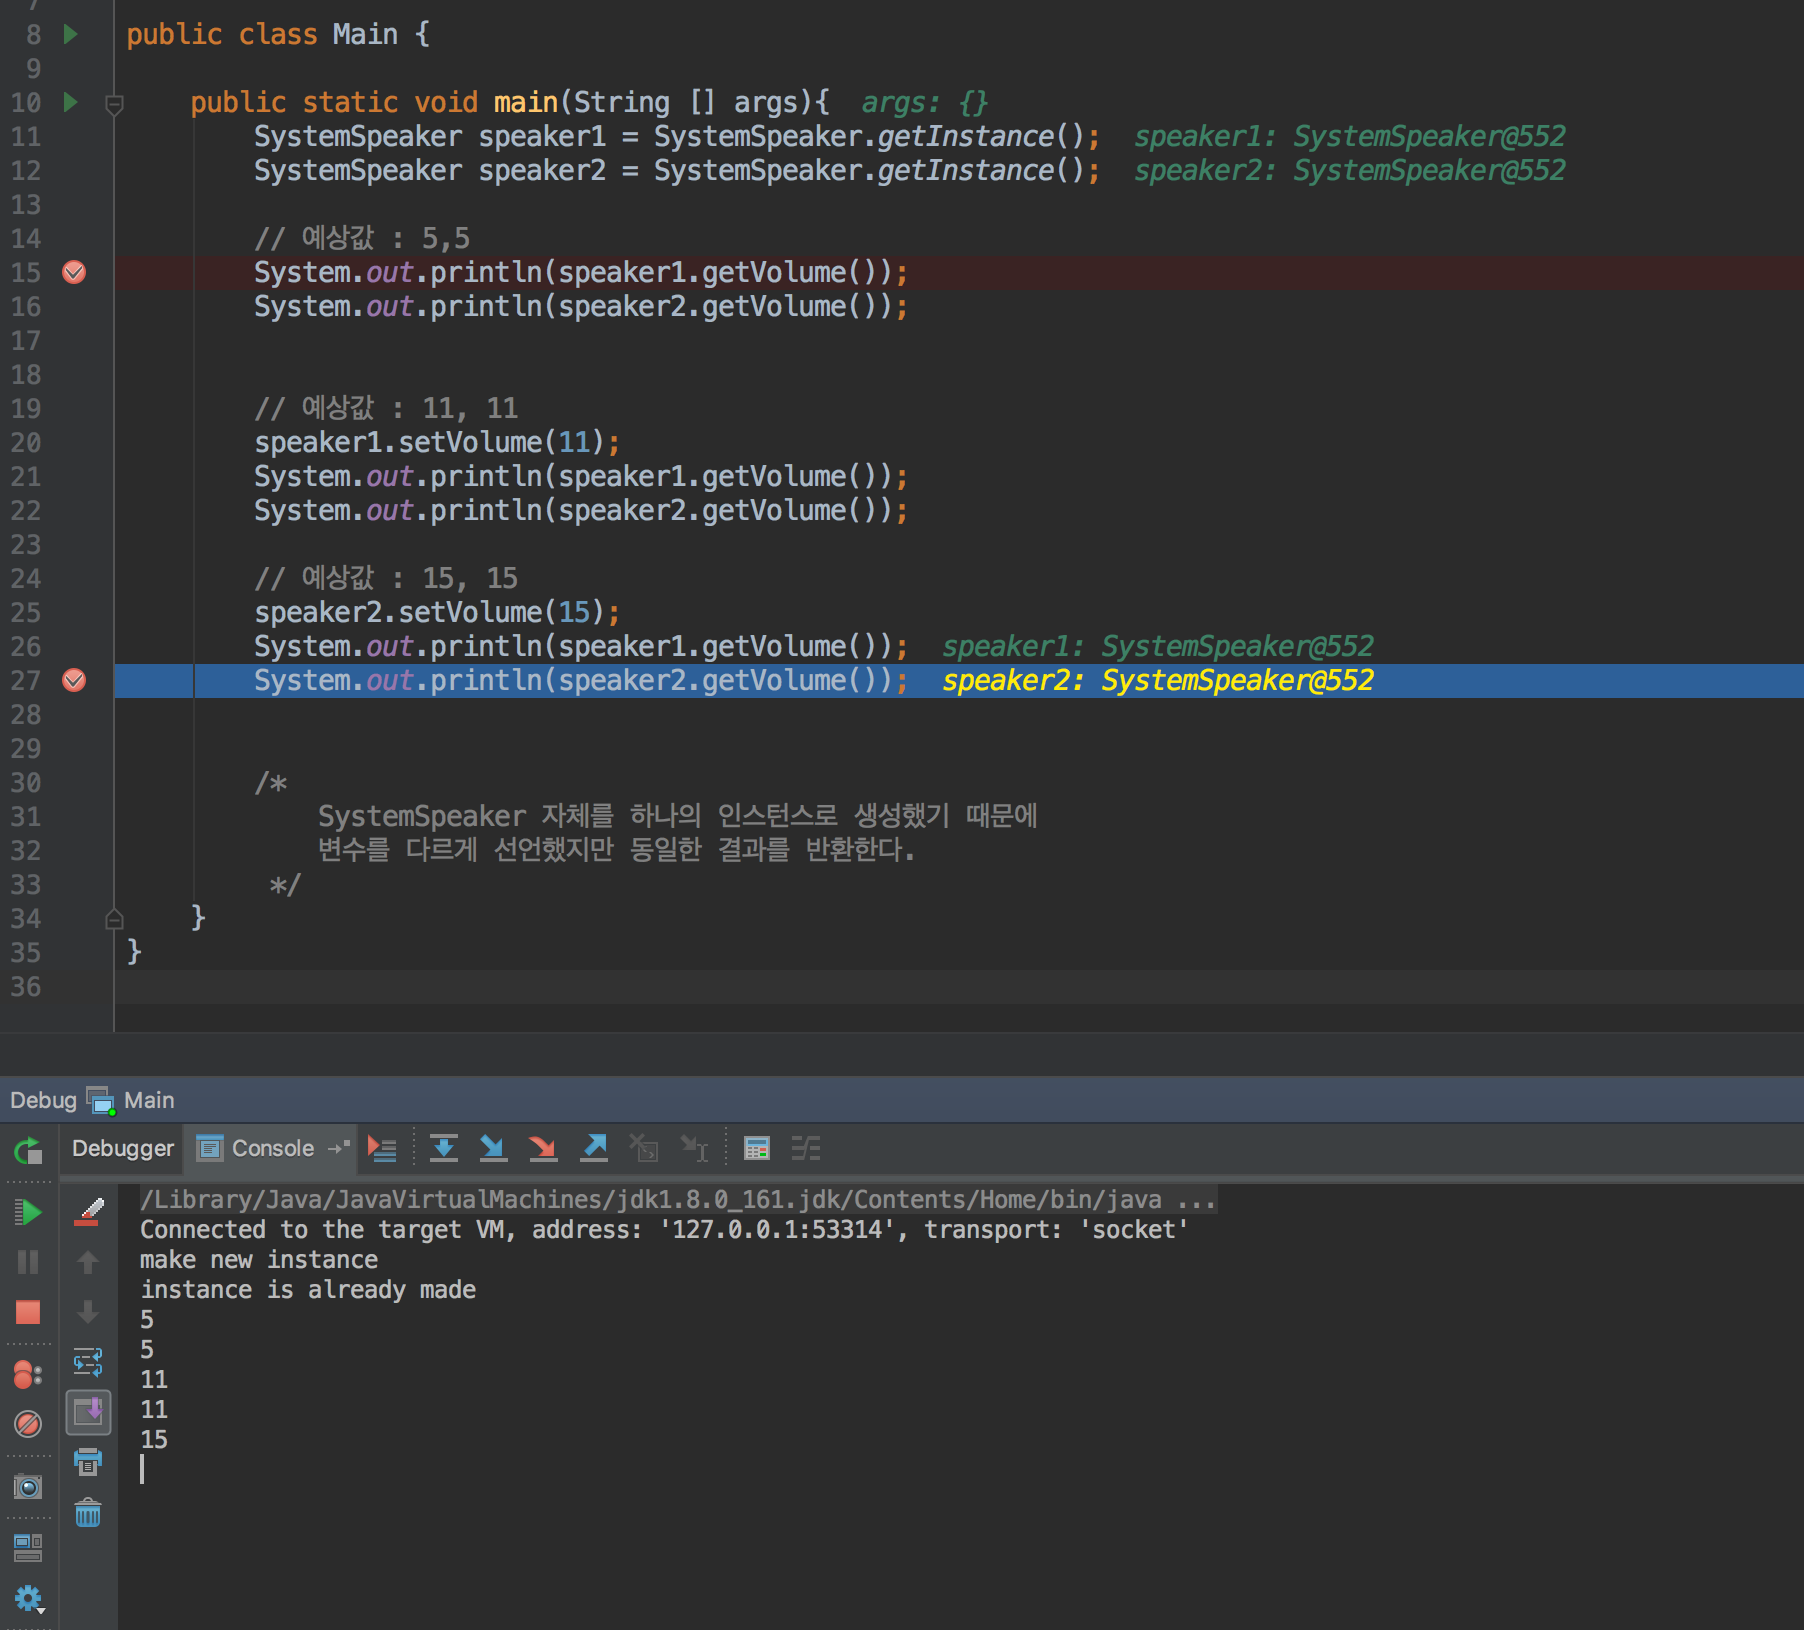 7
8 public class Main {
9
10 public static void main(String [] args){ args: {}
11 SystemSpeaker speaker1 = SystemSpeaker.getInstance(); speaker1: SystemSpeaker@552
12 SystemSpeaker speaker2 = SystemSpeaker.getInstance(); speaker2: SystemSpeaker@552
13
14 // 예상값 : 5,5
15 System.out.println(speaker1.getVolume());
16 System.out.println(speaker2.getVolume());
17
18
19 // 예상값 : 11, 11
20 speaker1.setVolume(11);
21 System.out.println(speaker1.getVolume());
22 System.out.println(speaker2.getVolume());
23
24 // 예상값 : 15, 15
25 speaker2.setVolume(15);
26 System.out.println(speaker1.getVolume()); speaker1: SystemSpeaker@552
27 System.out.println(speaker2.getVolume()); speaker2: SystemSpeaker@552
28
29
30 /*
31 SystemSpeaker 자체를 하나의 인스턴스로 생성했기 때문에
32 변수를 다르게 선언했지만 동일한 결과를 반환한다.
33 */
34 }
35 }
36
Debug Main
Debugger Console
/Library/Java/JavaVirtualMachines/jdk1.8.0_161.jdk/Contents/Home/bin/java ...
Connected to the target VM, address: '127.0.0.1:53314', transport: 'socket'
make new instance
instance is already made
5
5
11
11
15